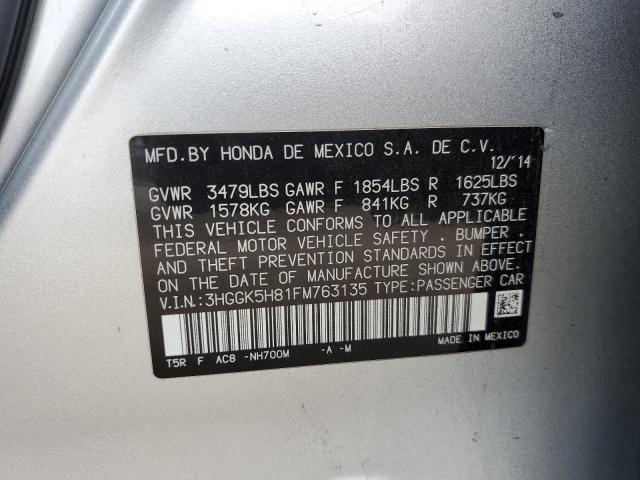 MFD.BY HONDA DE MEXICO S.A. DE C.V.
12/'14
GVWR 3479LBS GAWR F 1854LBS R 1625LBS
GVWR 1578KG GAWR F 841KG R 737KG
THIS VEHICLE CONFORMS TO ALL APPLICABLE
FEDERAL MOTOR VEHICLE SAFETY . BUMPER .
AND THEFT PREVENTION STANDARDS IN EFFECT
ON THE DATE OF MANUFACTURE SHOWN ABOVE.
V.I.N.:3HGGK5H81FM763135 TYPE:PASSENGER CAR
T5R F AC8 -NH700M -A -M
MADE IN MEXICO